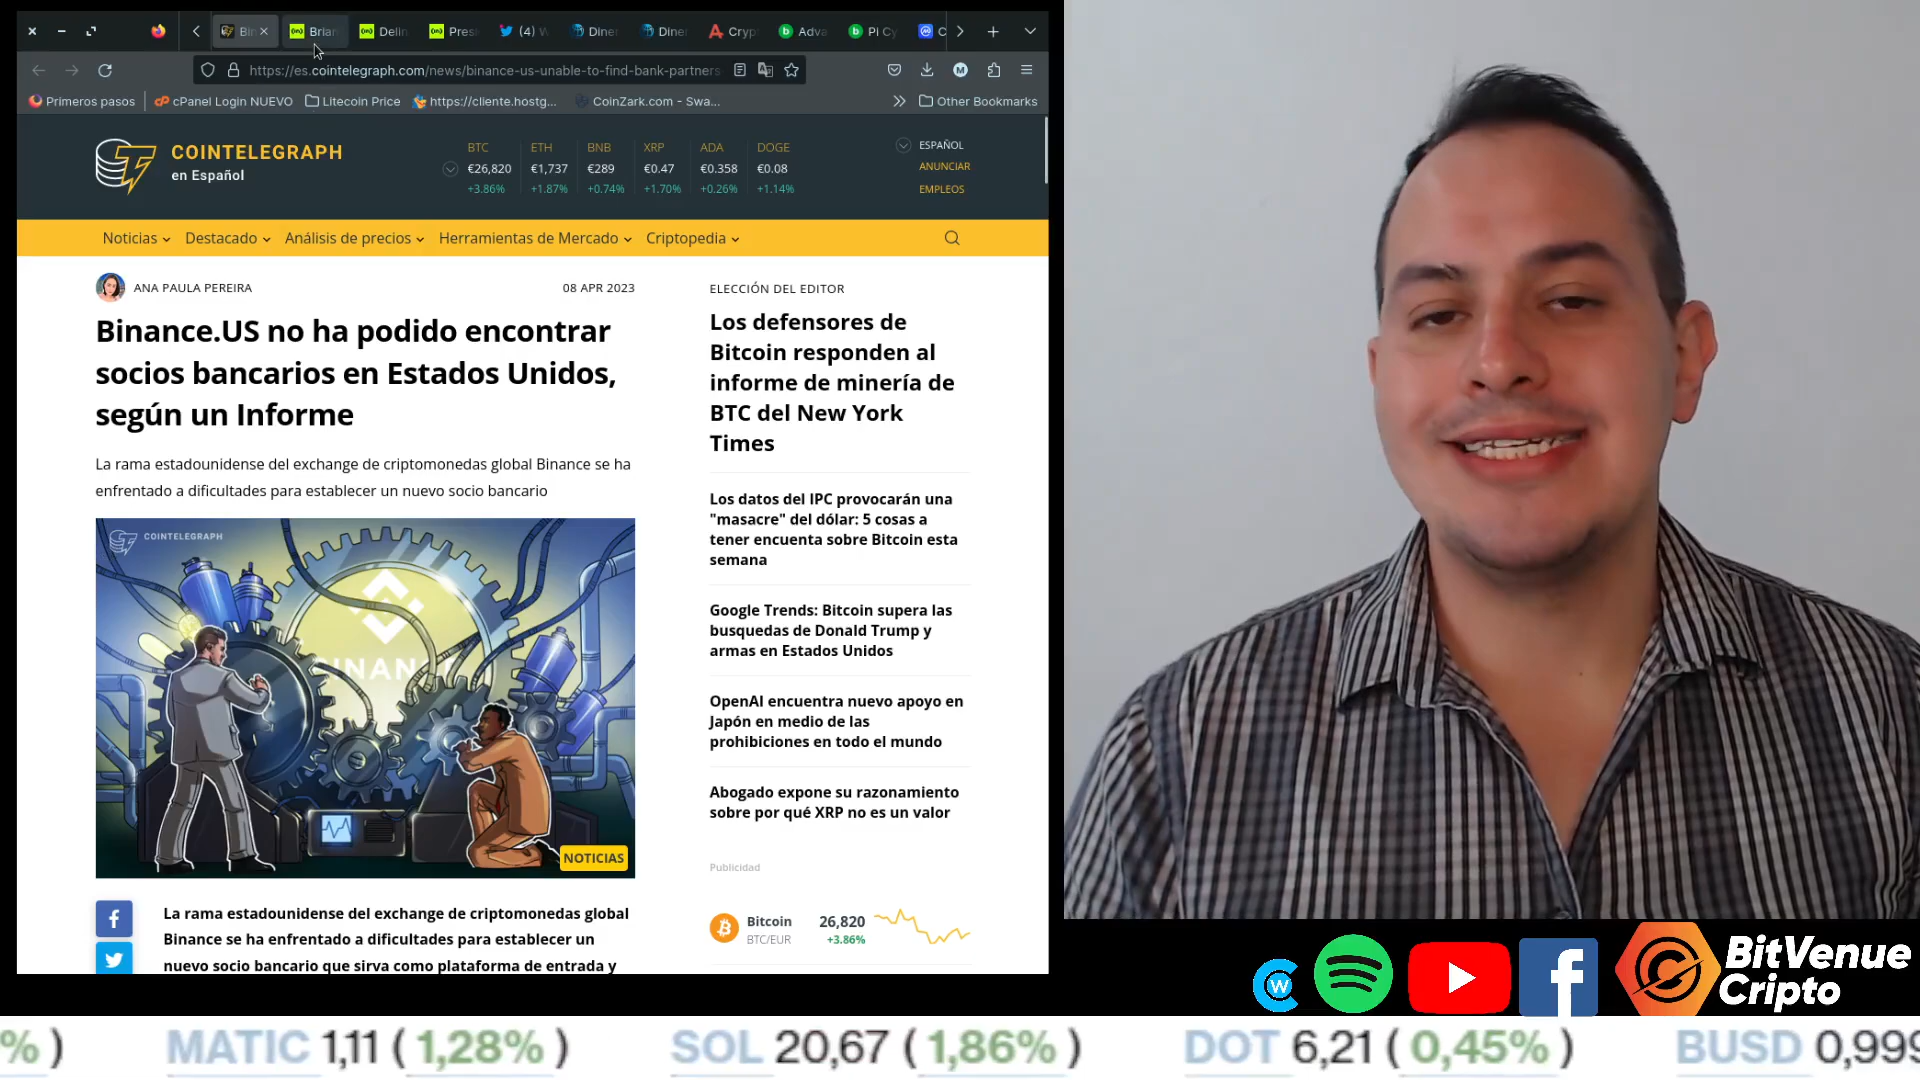 Bin
Brian
Delin
Pres
(4) W
Diner
Diner
Cryp
Adva
Pi Cy
C
https://es.cointelegraph.com/news/binance-us-unable-to-find-bank-partners
Primeros pasos
cPanel Login NUEVO
Litecoin Price
https://cliente.hostg...
CoinZark.com - Swa...
Other Bookmarks
COINTELEGRAPH
en Español
BTC ETH BNB XRP ADA DOGE
€26,820 €1,737 €289 €0.47 €0.358 €0.08
+3.86% +1.87% +0.74% +1.70% +0.26% +1.14%
ESPAÑOL
ANUNCIAR
EMPLEOS
Noticias Destacado Análisis de precios Herramientas de Mercado Criptopedia
ANA PAULA PEREIRA
08 APR 2023
Binance.US no ha podido encontrar
socios bancarios en Estados Unidos,
según un Informe
La rama estadounidense del exchange de criptomonedas global Binance se ha
enfrentado a dificultades para establecer un nuevo socio bancario
COINTELEGRAPH
BINANCE
NOTICIAS
La rama estadounidense del exchange de criptomonedas global
Binance se ha enfrentado a dificultades para establecer un
nuevo socio bancario que sirva como plataforma de entrada y
ELECCIÓN DEL EDITOR
Los defensores de
Bitcoin responden al
informe de minería de
BTC del New York
Times
Los datos del IPC provocarán una
"masacre" del dólar: 5 cosas a
tener encuenta sobre Bitcoin esta
semana
Google Trends: Bitcoin supera las
busquedas de Donald Trump y
armas en Estados Unidos
OpenAI encuentra nuevo apoyo en
Japón en medio de las
prohibiciones en todo el mundo
Abogado expone su razonamiento
sobre por qué XRP no es un valor
Publicidad
Bitcoin 26,820
BTC/EUR +3.86%
BitVenue
Cripto
%) MATIC 1,11 (1,28%) SOL 20,67 (1,86%) DOT 6,21 (0,45%) BUSD 0,999